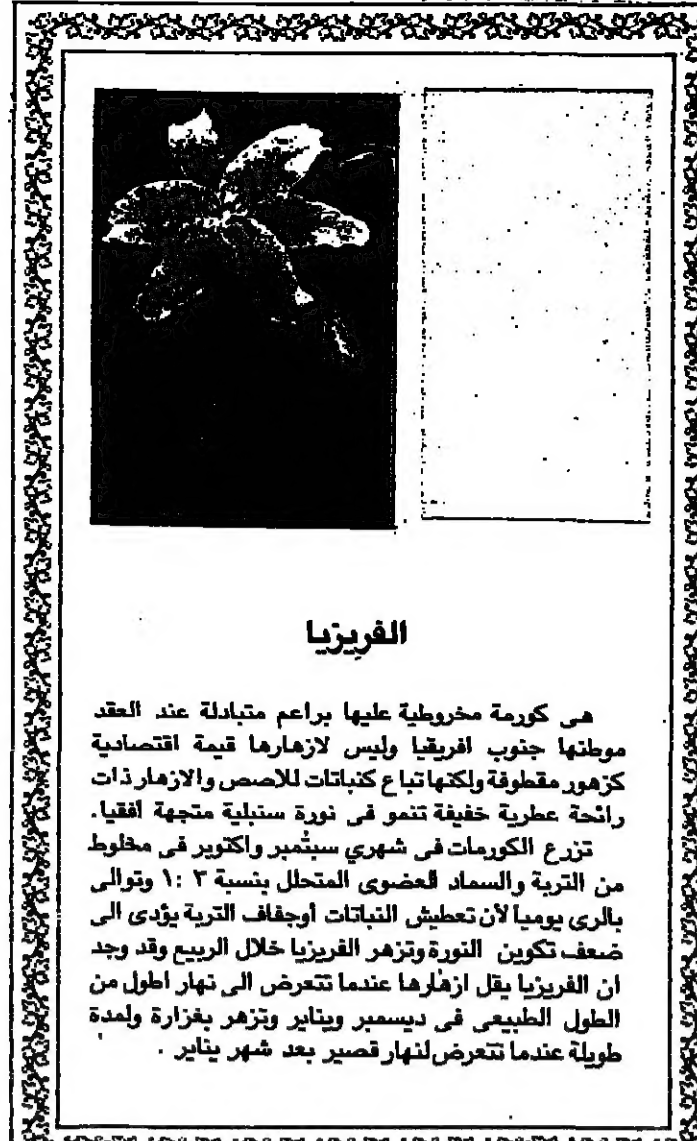 الفريزيا
هى كورمة مخروطية عليها براعم متبادلة عند العقد
موطنها جنوب افريقيا وليس لازهارها قيمة اقتصادية
كزهور مقطوفة ولكنها تباع كنباتات للاصص والازهار ذات
رائحة عطرية خفيفة تنمو فى نورة سنبلية متجهة افقيا.
تزرع الكورمات فى شهري سبتمبر واكتوبر فى مخلوط
من التربة والسماد العضوى المتحلل بنسبة ٣ :١ وتوالى
بالرى يومياً لأن تعطيش النباتات أوجفاف التربة يؤدى الى
ضعف تكوين النورة وتزهر الفريزيا خلال الربيع وقد وجد
ان الفريزيا يقل ازهارها عندما تتعرض الى نهار اطول من
الطول الطبيعى فى ديسمبر ويناير وتزهر بغزارة ولمدة
طويلة عندما تتعرض لنهار قصير بعد شهر يناير .